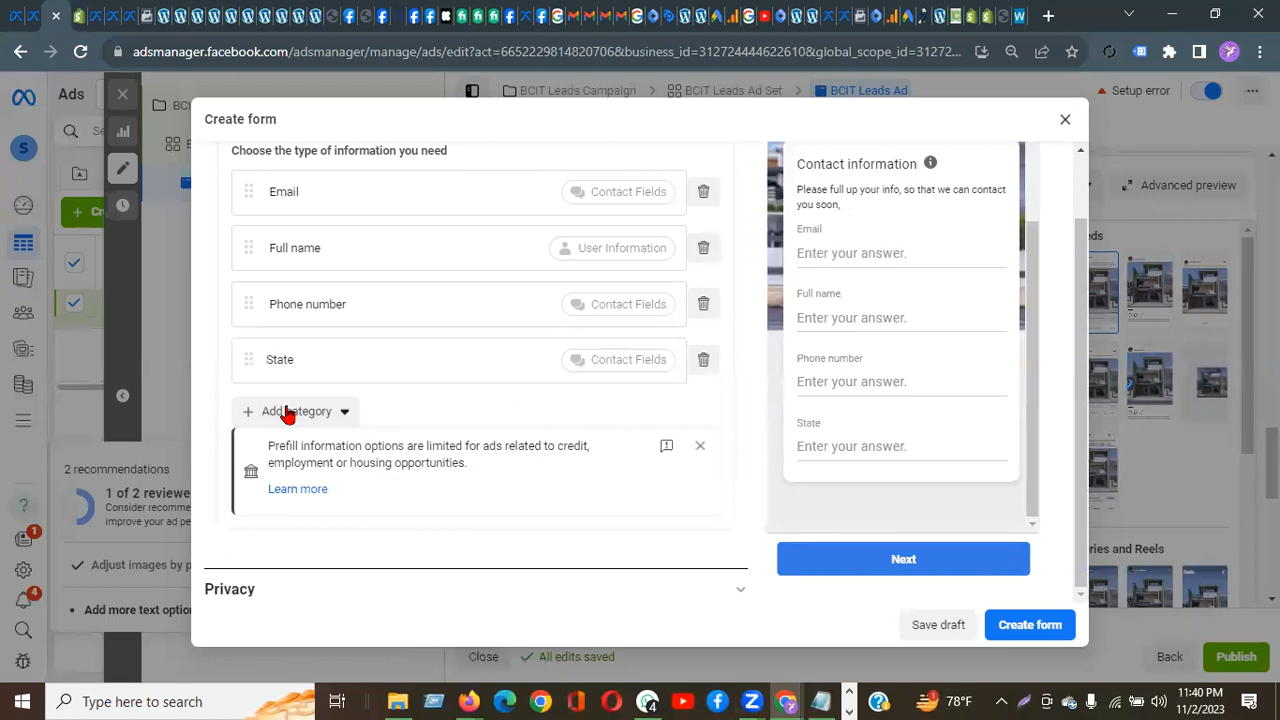 adsmanager.facebook.com/adsmanager/manage/ads/edit?act=6652229814820706&business_id=3127244446226610&global_scope_id=31272...
Ads
BCIT Leads Campaign
BCIT Leads Ad Set
BCIT Leads Ad
Setup error
Create form
Advanced preview
Choose the type of information you need
Email
Contact Fields
Full name
User Information
Phone number
Contact Fields
State
Contact Fields
Add category
Prefill information options are limited for ads related to credit,
employment or housing opportunities.
Learn more
Privacy
Contact information
Please full up your info, so that we can contact
you soon,
Email
Enter your answer.
Full name
Enter your answer.
Phone number
Enter your answer.
State
Enter your answer.
Next
Save draft
Create form
2 recommendations
1 of 2 reviewe
Consider recomme
improve your ad pe
Adjust images by p
Add more text optio
eds
ries and Reels
Close
All edits saved
Back
Publish
S
1
4
Type here to search
4
1
78°F
11:40 PM
11/2/2023